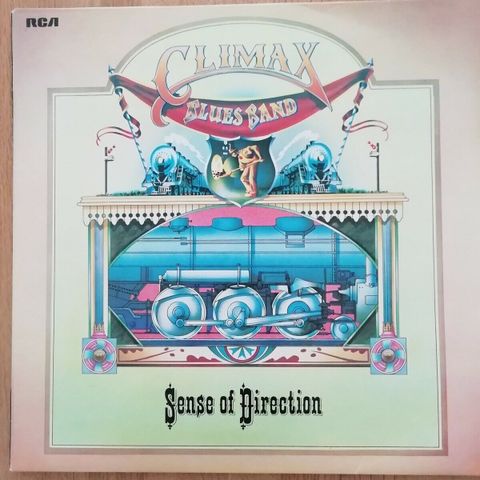 RCA
CLIMAX
BLUES BAND
Sense of Direction